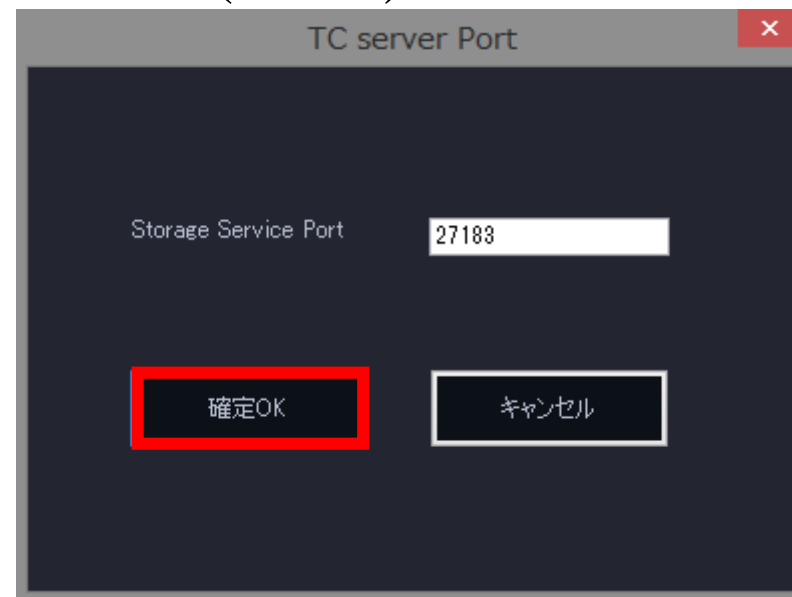 TC server Port
Storage Service Port
27183
確定OK
キャンセル